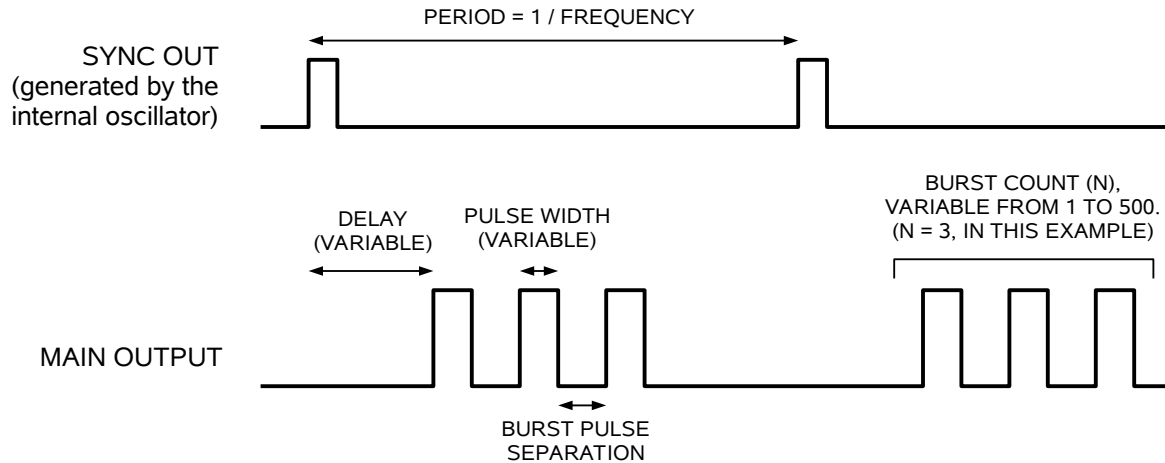 PERIOD = 1 / FREQUENCY
SYNC OUT
(generated by the
internal oscillator)
BURST COUNT (N),
VARIABLE FROM 1 TO 500.
(N = 3, IN THIS EXAMPLE)
DELAY
(VARIABLE)
PULSE WIDTH
(VARIABLE)
MAIN OUTPUT
BURST PULSE
SEPARATION